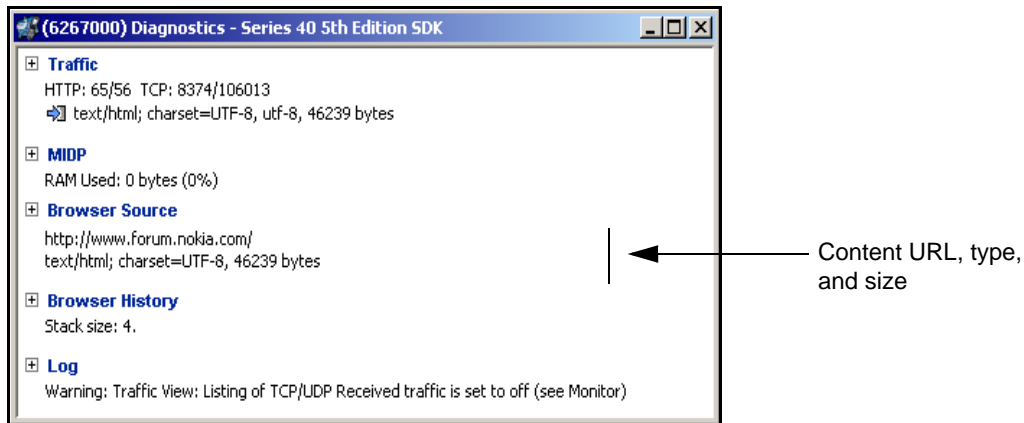 (6267000) Diagnostics - Series 40 5th Edition SDK
Traffic
HTTP: 65/56 TCP: 8374/106013
text/html; charset=UTF-8, utf-8, 46239 bytes
MIDP
RAM Used: 0 bytes (0%)
Browser Source
http://www.forum.nokia.com/
text/html; charset=UTF-8, 46239 bytes
Content URL, type,
and size
Browser History
Stack size: 4.
Log
Warning: Traffic View: Listing of TCP/UDP Received traffic is set to off (see Monitor)